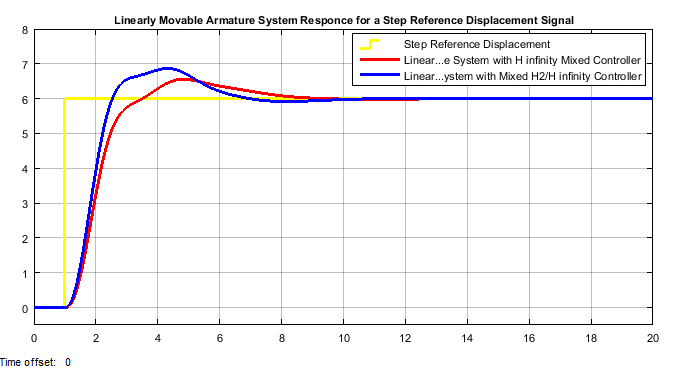 Linearly Movable Armature System Responce for a Step Reference Displacement Signal
Step Reference Displacement
Linear...e System with H infinity Mixed Controller
Linear...ystem with Mixed H2/H infinity Controller
8
7
6
5
4
3
2
1
0
0 2 4 6 8 10 12 14 16 18 20
Time offset: 0